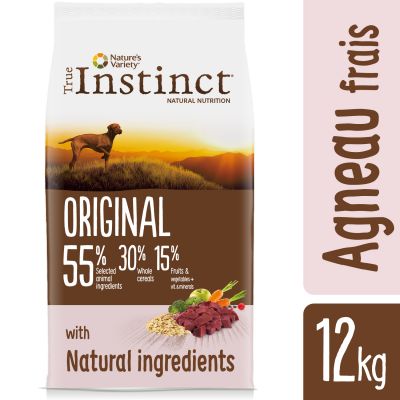 Nature's
Variety®
True
Instinct®
NATURAL NUTRITION
ORIGINAL
55% Selected animal ingredients
30% Whole cereals
15% Fruits & vegetables + vit. & minerals
with
Natural ingredients
Agneau frais
12kg